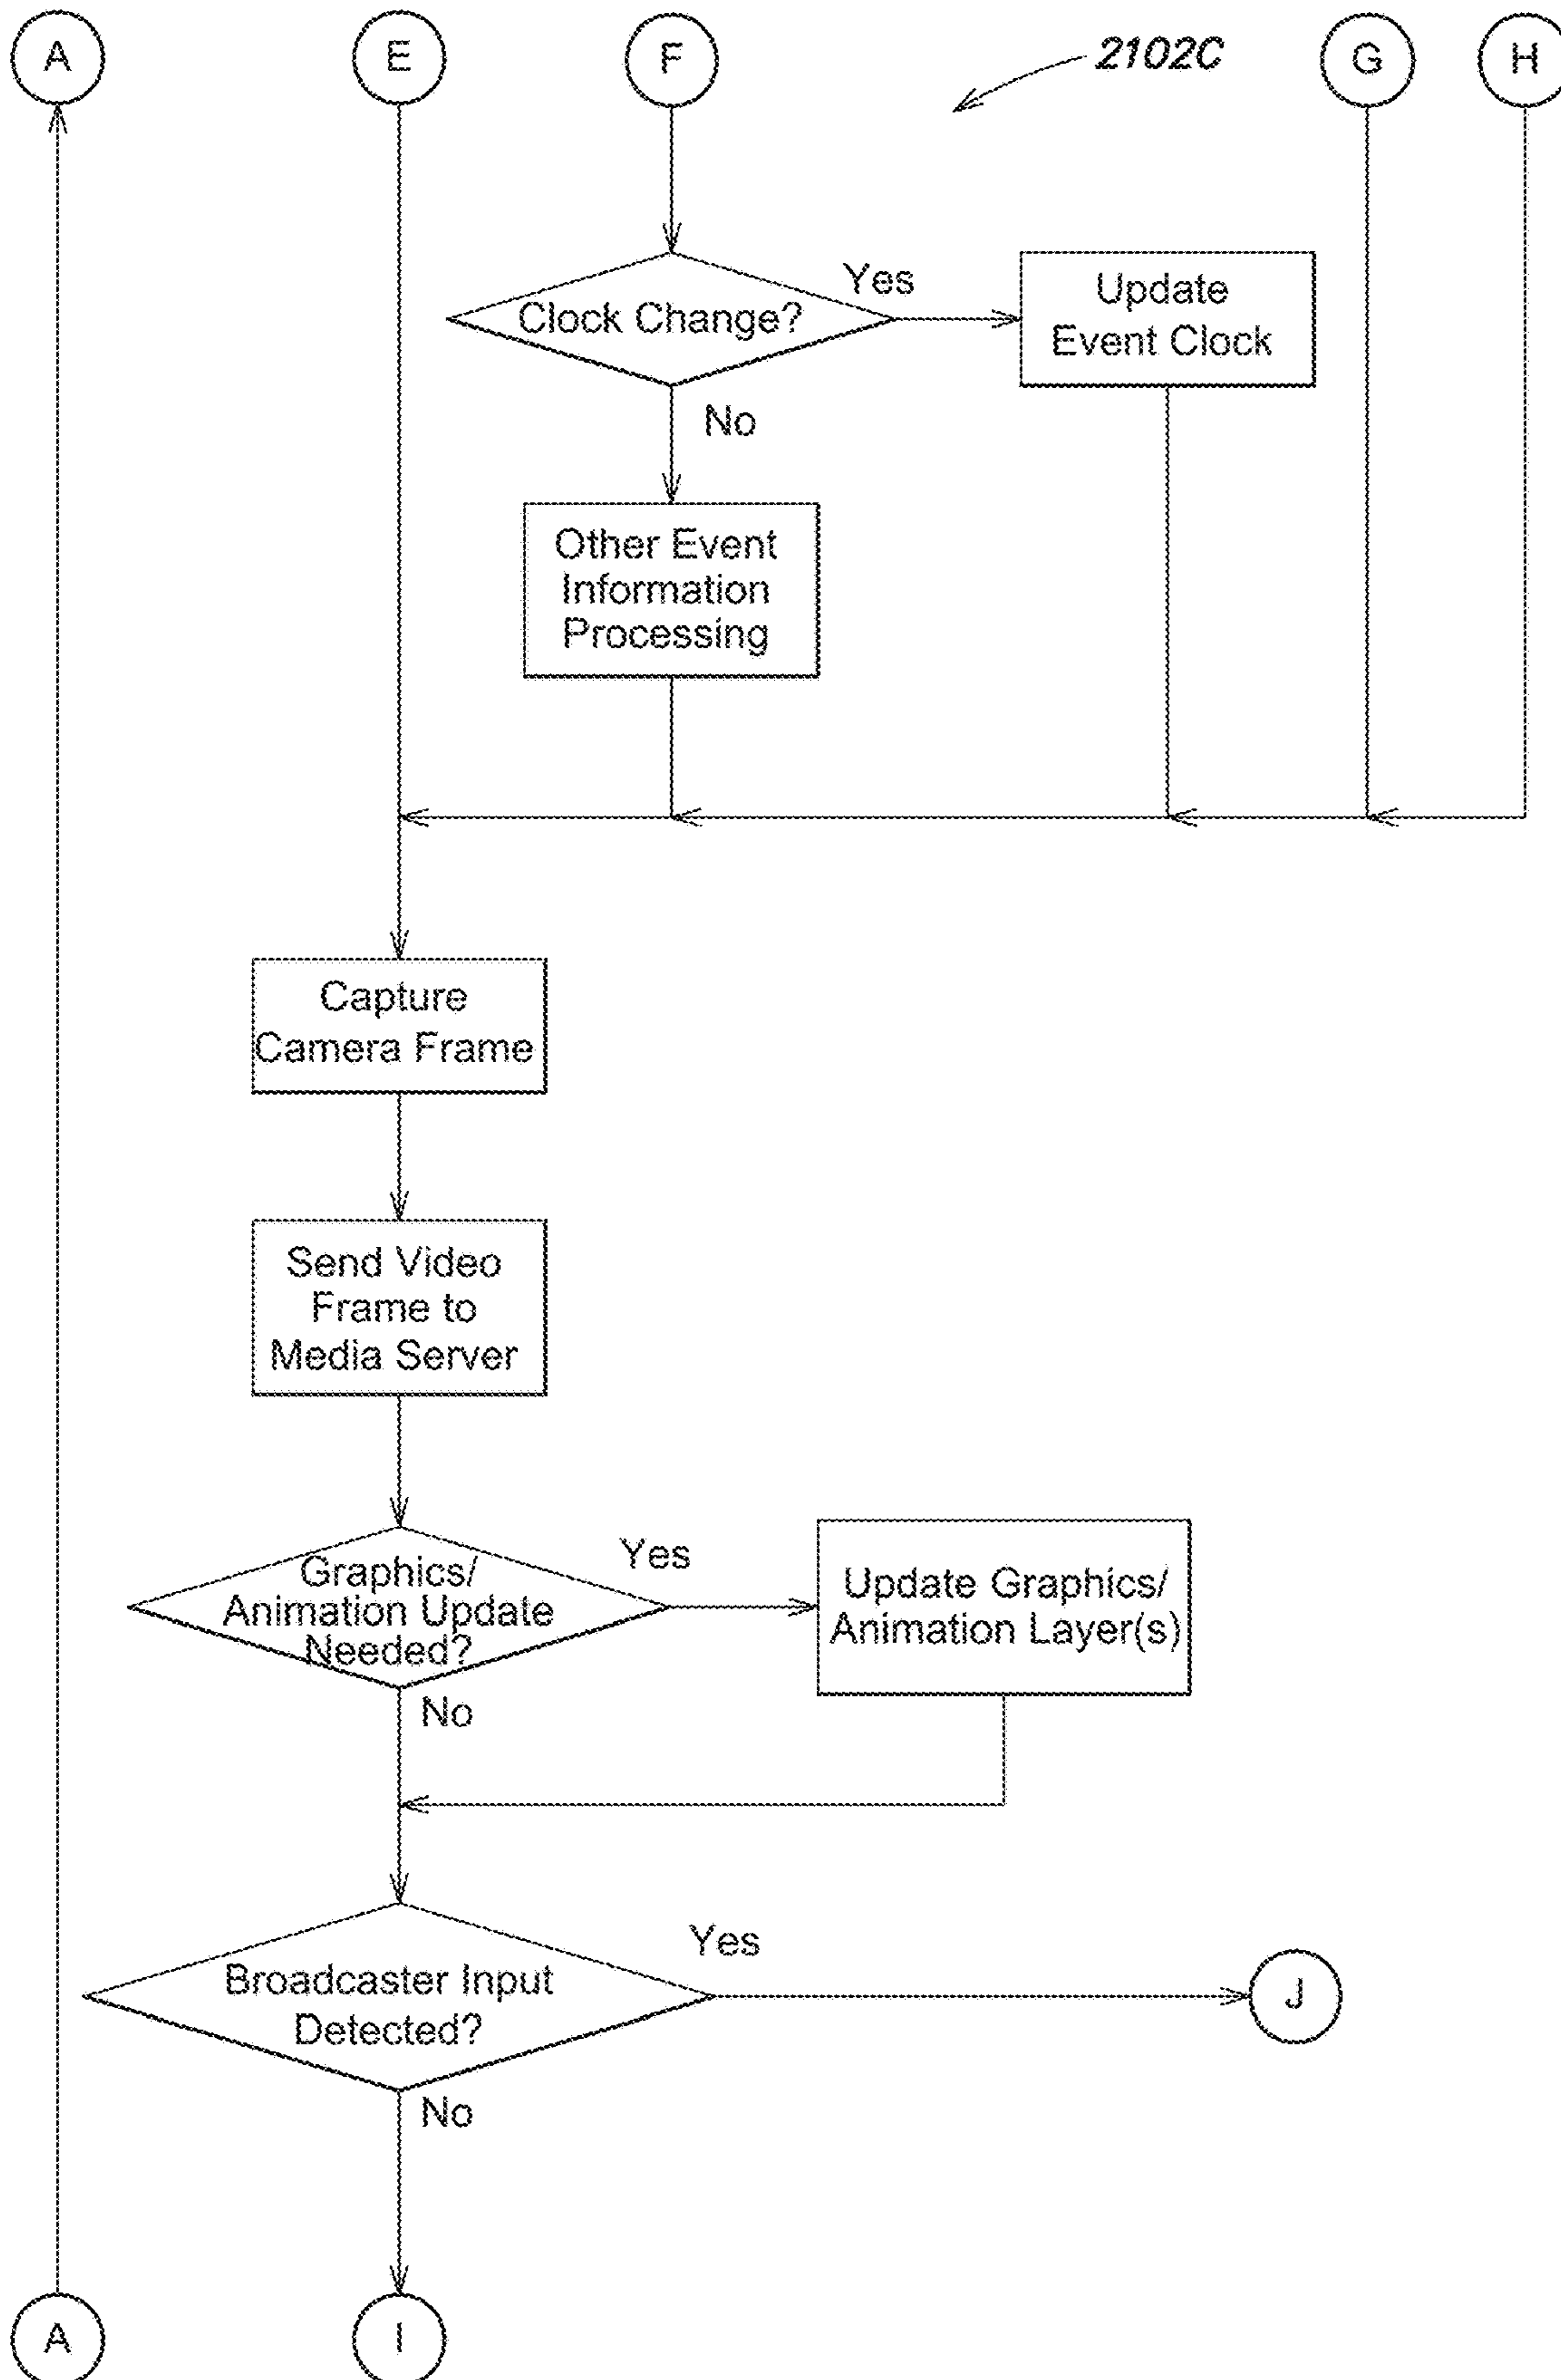 A
E
F
2102C
G
H
Clock Change?
Yes
Update
Event Clock
No
Other Event
Information
Processing
Capture
Camera Frame
Send Video
Frame to
Media Server
Graphics/
Animation Update
Needed?
Yes
Update Graphics/
Animation Layer(s)
No
Broadcaster Input
Detected?
Yes
J
No
A
I